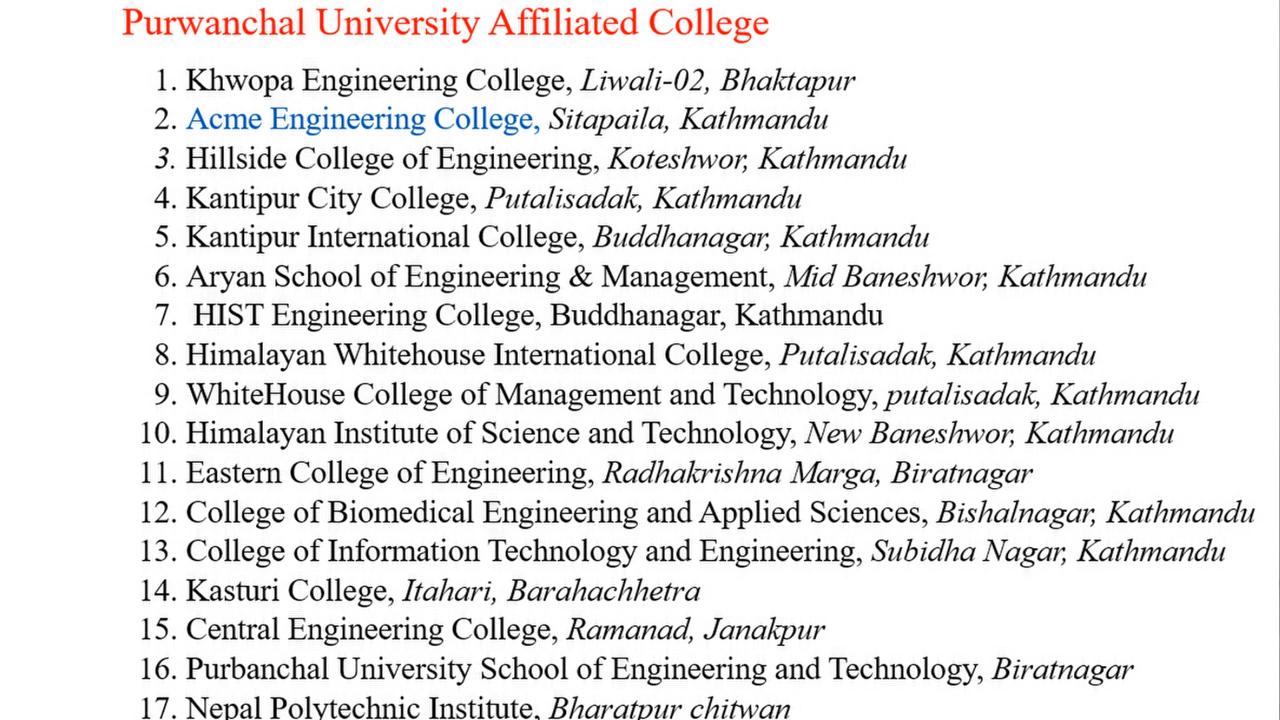 Purwanchal University Affiliated College
1. Khwopa Engineering College, Liwali-02, Bhaktapur
2. Acme Engineering College, Sitapaila, Kathmandu
3. Hillside College of Engineering, Koteshwor, Kathmandu
4. Kantipur City College, Putalisadak, Kathmandu
5. Kantipur International College, Buddhanagar, Kathmandu
6. Aryan School of Engineering & Management, Mid Baneshwor, Kathmandu
7. HIST Engineering College, Buddhanagar, Kathmandu
8. Himalayan Whitehouse International College, Putalisadak, Kathmandu
9. WhiteHouse College of Management and Technology, putalisadak, Kathmandu
10. Himalayan Institute of Science and Technology, New Baneshwor, Kathmandu
11. Eastern College of Engineering, Radhakrishna Marga, Biratnagar
12. College of Biomedical Engineering and Applied Sciences, Bishalnagar, Kathmandu
13. College of Information Technology and Engineering, Subidha Nagar, Kathmandu
14. Kasturi College, Itahari, Barahachhetra
15. Central Engineering College, Ramanad, Janakpur
16. Purbanchal University School of Engineering and Technology, Biratnagar
17. Nepal Polytechnic Institute, Bharatpur chitwan